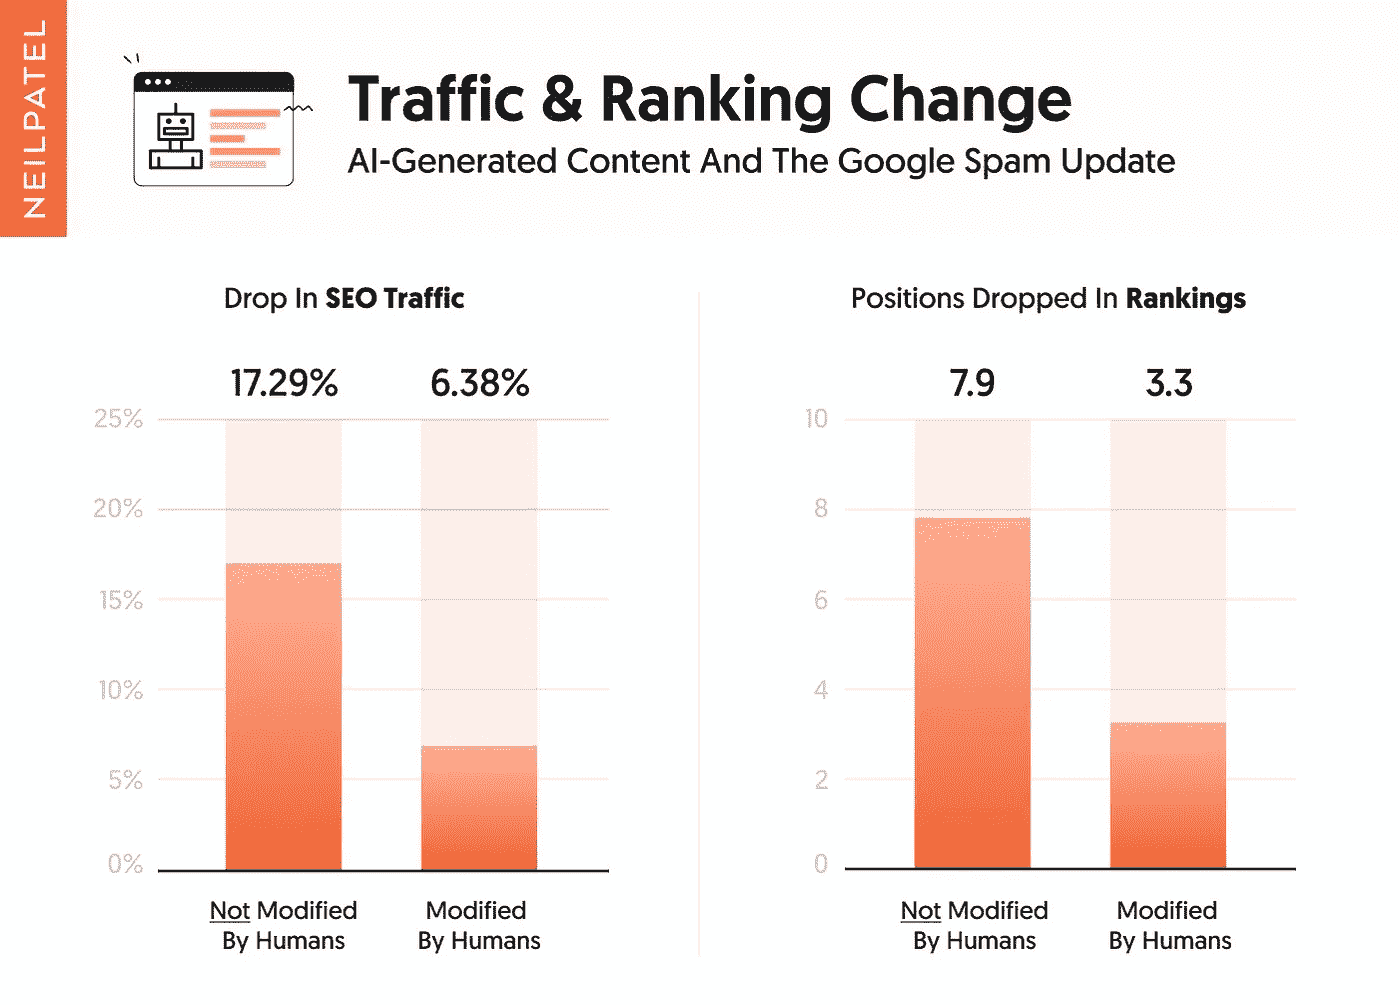 NEILPATEL
Traffic & Ranking Change
AI-Generated Content And The Google Spam Update
Drop In SEO Traffic
17.29% 6.38%
25%
20%
15%
10%
5%
0%
Not Modified
By Humans
Modified
By Humans
Positions Dropped In Rankings
7.9 3.3
10
8
6
4
2
0
Not Modified
By Humans
Modified
By Humans